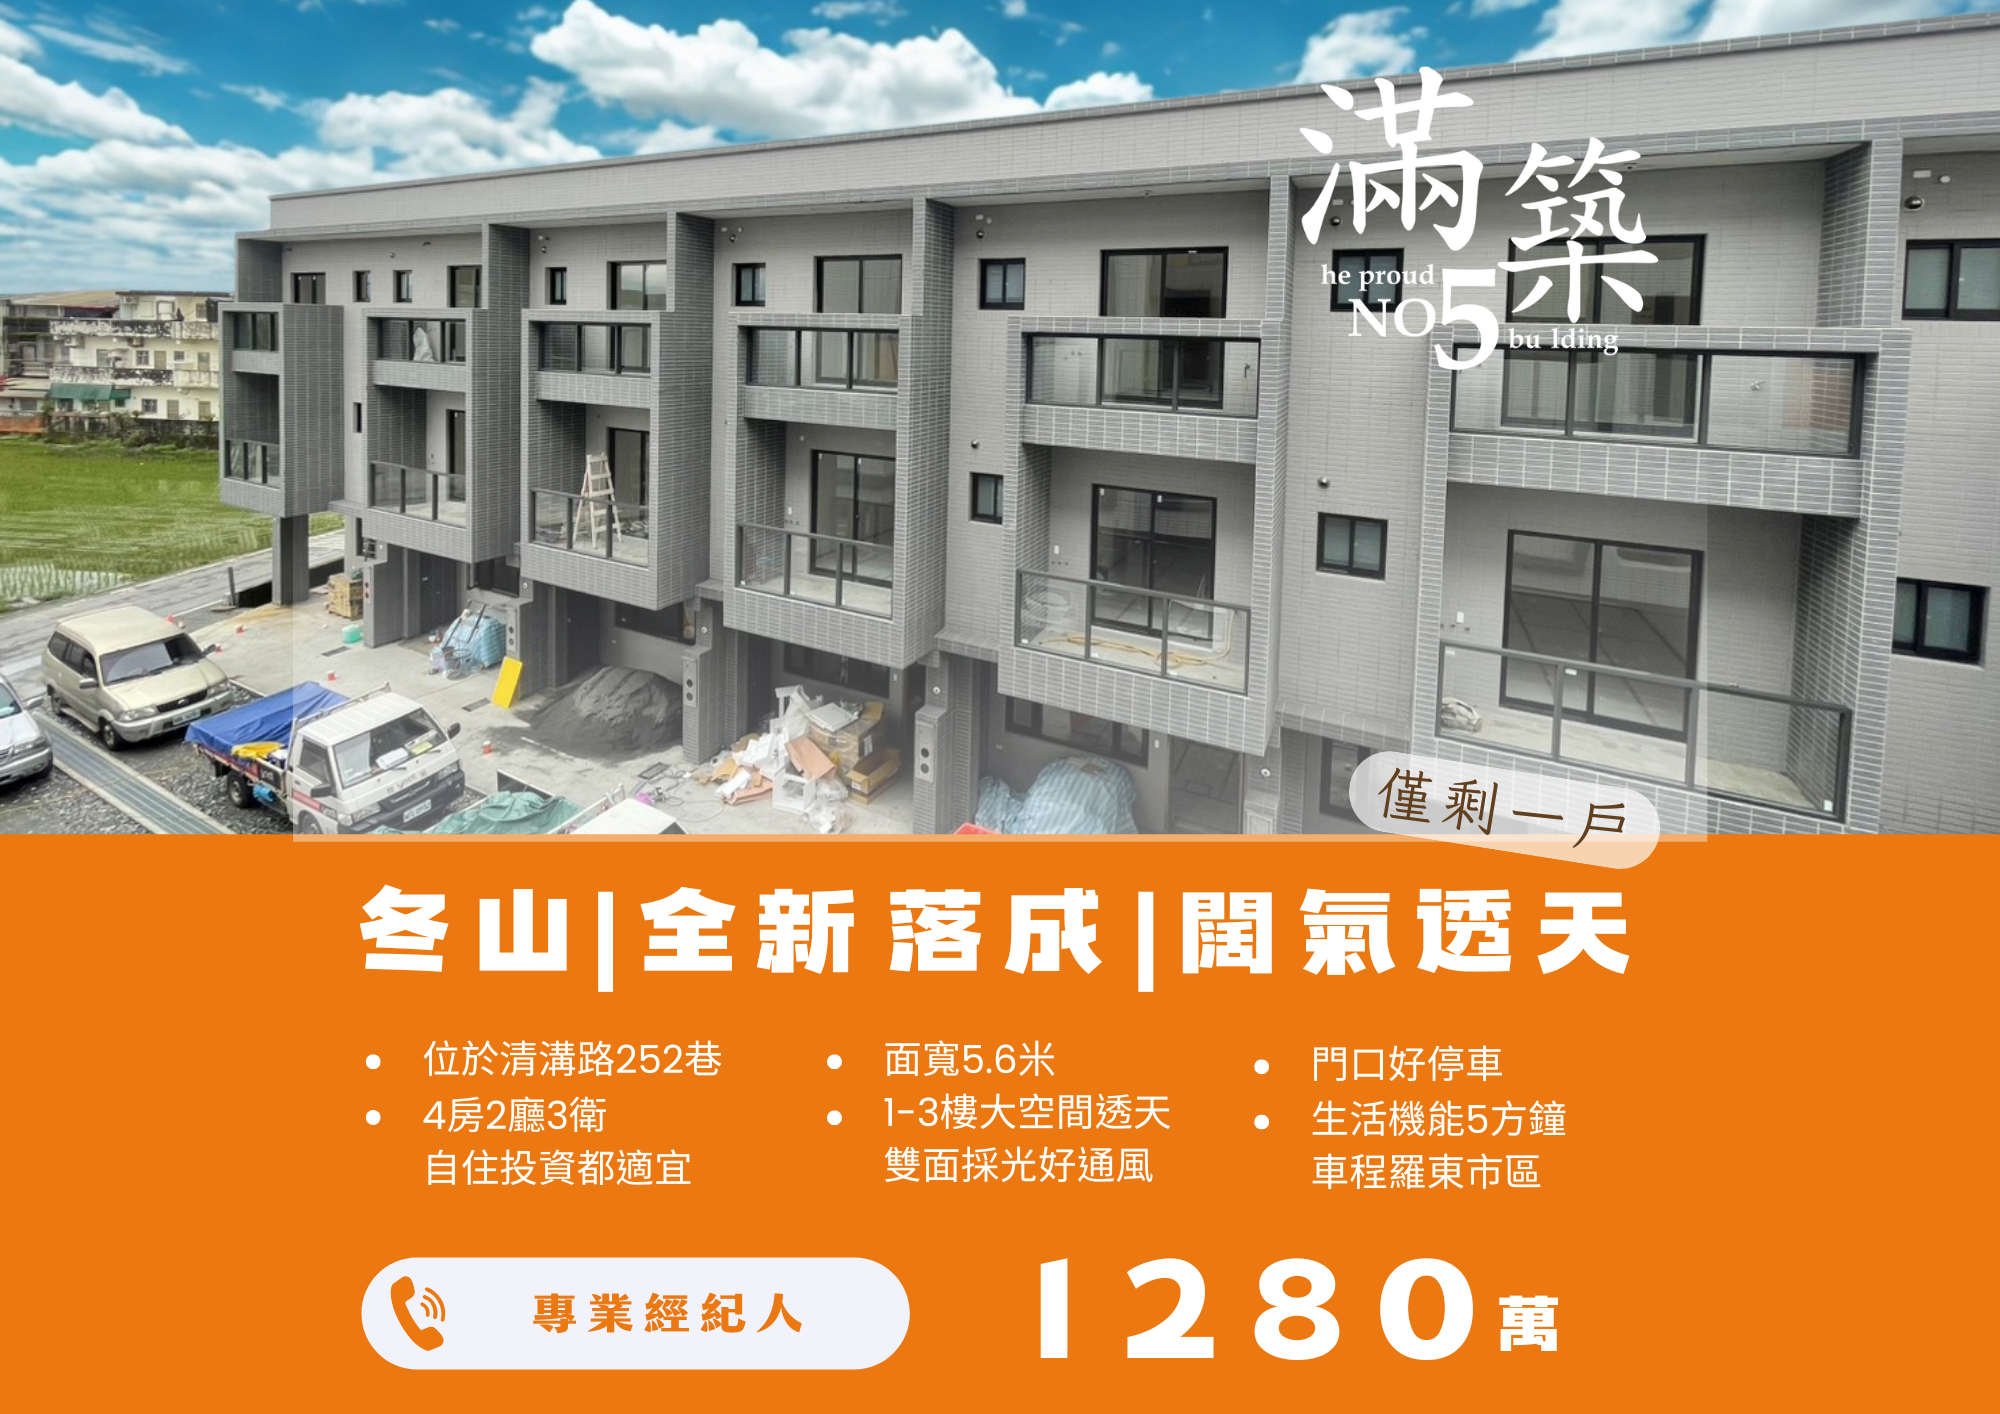 滿築
he proud
NO5
bu lding
僅剩一戶
冬山|全新落成|闊氣透天
位於清溝路252巷
4房2廳3衛
自住投資都適宜
面寬5.6米
1-3樓大空間透天
雙面採光好通風
門口好停車
生活機能5方鐘
車程羅東市區
專業經紀人
1280萬